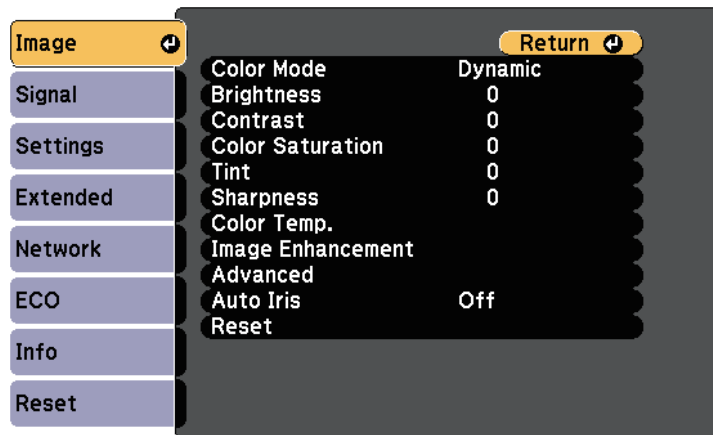 Image
Signal
Settings
Extended
Network
ECO
Info
Reset
Return
Color Mode Dynamic
Brightness 0
Contrast 0
Color Saturation 0
Tint 0
Sharpness 0
Color Temp.
Image Enhancement
Advanced
Auto Iris Off
Reset